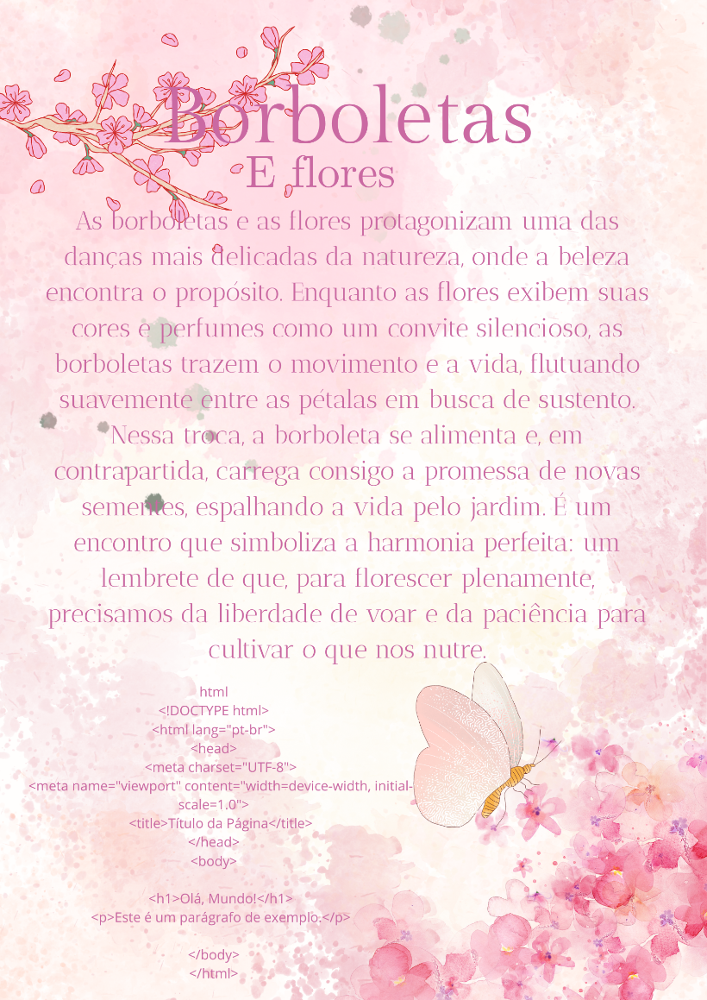 Borboletas
E flores
As borboletas e as flores protagonizam uma das
danças mais delicadas da natureza, onde a beleza
encontra o propósito. Enquanto as flores exibem suas
cores e perfumes como um convite silencioso, as
borboletas trazem o movimento e a vida, flutuando
suavemente entre as pétalas em busca de sustento.
Nessa troca, a borboleta se alimenta e, em
contrapartida, carrega consigo a promessa de novas
sementes, espalhando a vida pelo jardim. É um
encontro que simboliza a harmonia perfeita: um
lembrete de que, para florescer plenamente,
precisamos da liberdade de voar e da paciência para
cultivar o que nos nutre.
html
<!DOCTYPE html>
<html lang="pt-br">
<head>
<meta charset="UTF-8">
<meta name="viewport" content="width=device-width, initial-
scale=1.0">
<title>Título da Página</title>
</head>
<body>
<h1>Olá, Mundo!</h1>
<p>Este é um parágrafo de exemplo.</p>
</body>
</html>